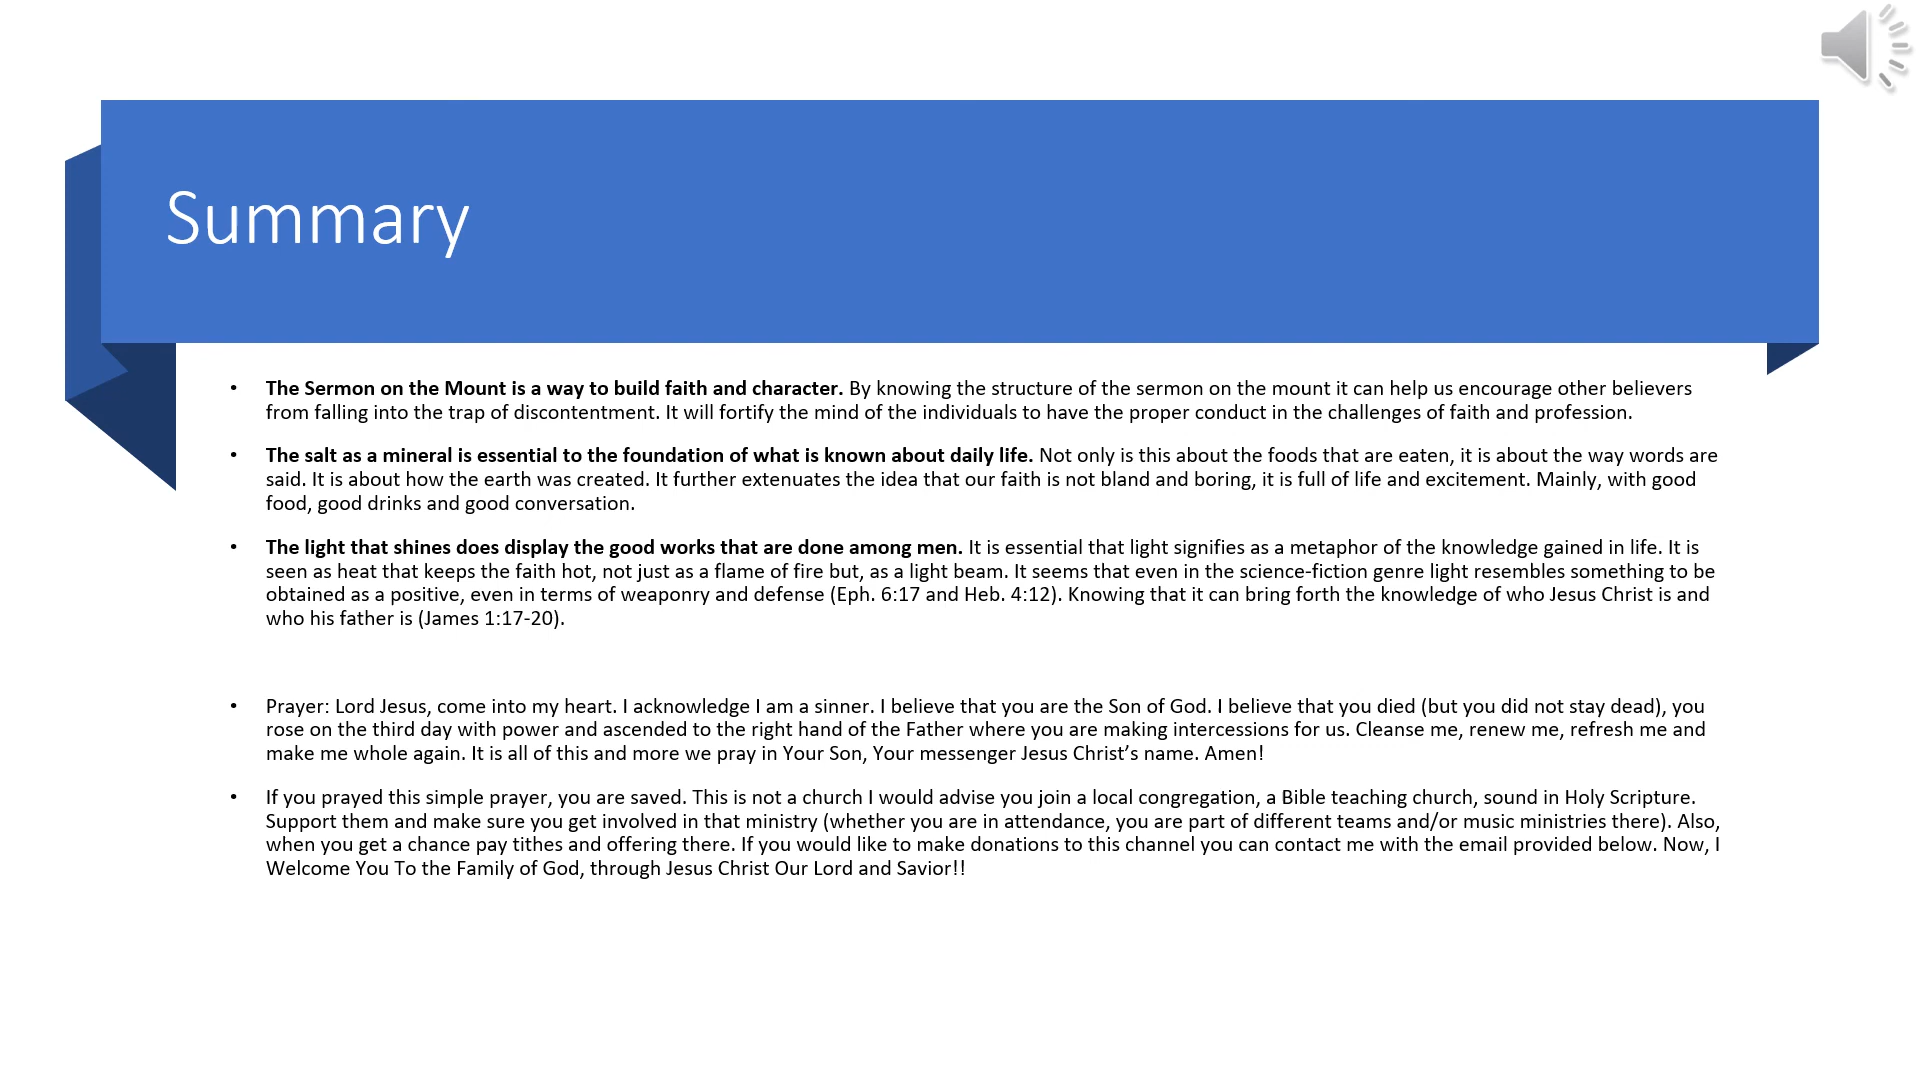 Summary
• The Sermon on the Mount is a way to build faith and character. By knowing the structure of the sermon on the mount it can help us encourage other believers
from falling into the trap of discontentment. It will fortify the mind of the individuals to have the proper conduct in the challenges of faith and profession.
• The salt as a mineral is essential to the foundation of what is known about daily life. Not only is this about the foods that are eaten, it is about the way words are
said. It is about how the earth was created. It further extenuates the idea that our faith is not bland and boring, it is full of life and excitement. Mainly, with good
food, good drinks and good conversation.
• The light that shines does display the good works that are done among men. It is essential that light signifies as a metaphor of the knowledge gained in life. It is
seen as heat that keeps the faith hot, not just as a flame of fire but, as a light beam. It seems that even in the science-fiction genre light resembles something to be
obtained as a positive, even in terms of weaponry and defense (Eph. 6:17 and Heb. 4:12). Knowing that it can bring forth the knowledge of who Jesus Christ is and
who his father is (James 1:17-20).
• Prayer: Lord Jesus, come into my heart. I acknowledge I am a sinner. I believe that you are the Son of God. I believe that you died (but you did not stay dead), you
rose on the third day with power and ascended to the right hand of the Father where you are making intercessions for us. Cleanse me, renew me, refresh me and
make me whole again. It is all of this and more we pray in Your Son, Your messenger Jesus Christ’s name. Amen!
• If you prayed this simple prayer, you are saved. This is not a church I would advise you join a local congregation, a Bible teaching church, sound in Holy Scripture.
Support them and make sure you get involved in that ministry (whether you are in attendance, you are part of different teams and/or music ministries there). Also,
when you get a chance pay tithes and offering there. If you would like to make donations to this channel you can contact me with the email provided below. Now, I
Welcome You To the Family of God, through Jesus Christ Our Lord and Savior!!